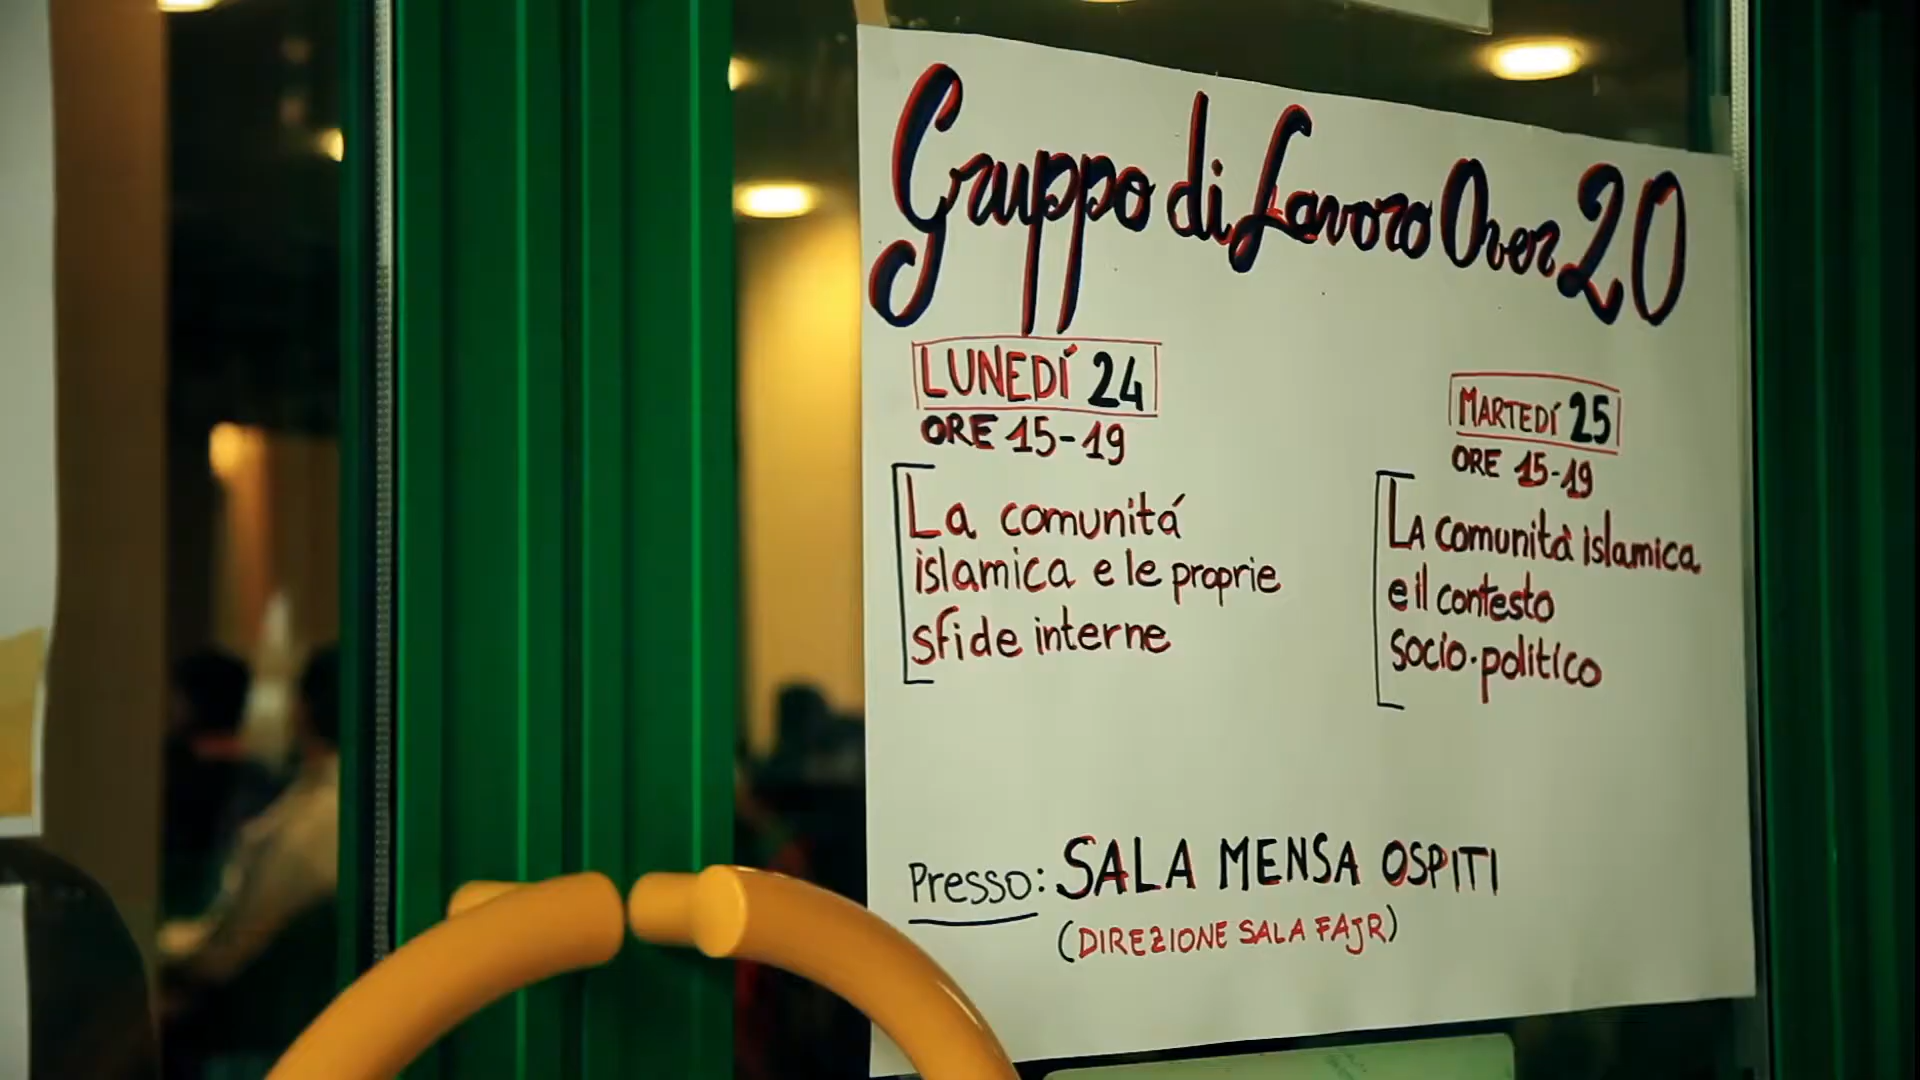 Gruppo di Lavoro Over 20
LUNEDÍ 24
ORE 15-19
La comunitá
islamica e le proprie
sfide interne
MARTEDÍ 25
ORE 15-19
LA comunità islamica
e il contesto
socio-politico
Presso: SALA MENSA OSPITI
(DIREZIONE SALA FAJR)